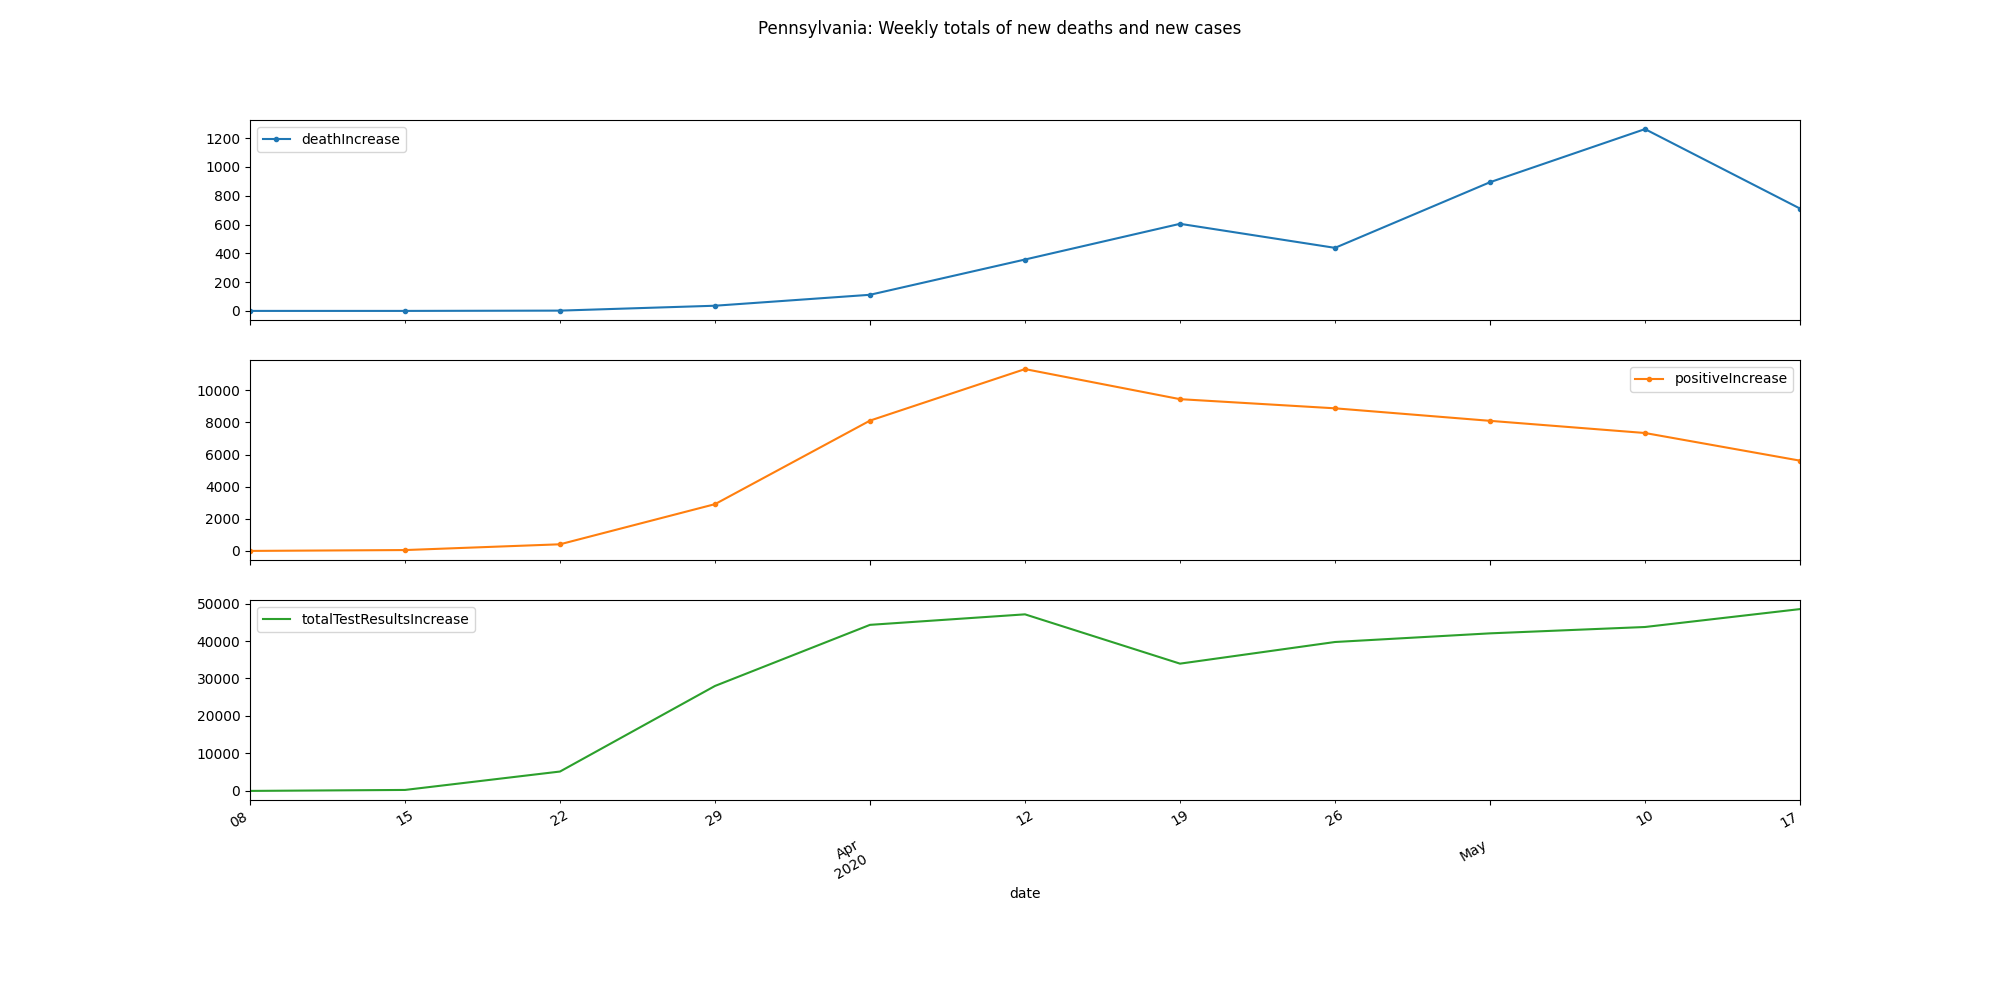 Pennsylvania: Weekly totals of new deaths and new cases
deathIncrease
1200
1000
800
600
400
200
0
positiveIncrease
10000
8000
6000
4000
2000
0
totalTestResultsIncrease
50000
40000
30000
20000
10000
0
08 15 22 29 12 19 26 10 17
Apr May
2020
date